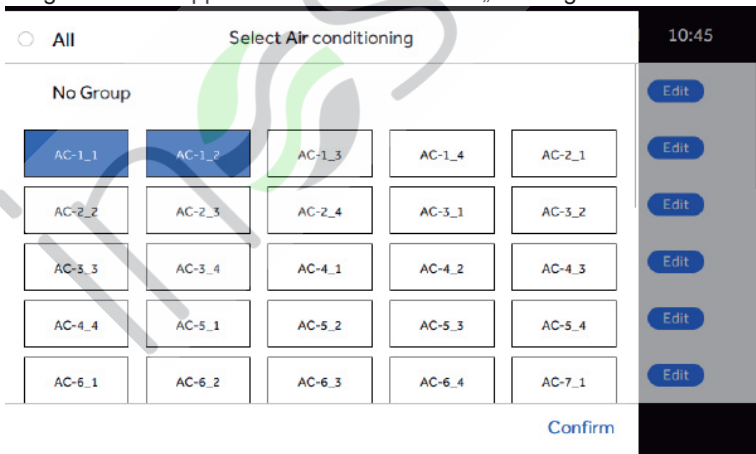 All Select Air conditioning 10:45
No Group Edit
AC-1_1 AC-1_2 AC-1_3 AC-1_4 AC-2_1 Edit
AC-2_2 AC-2_3 AC-2_4 AC-3_1 AC-3_2 Edit
AC-3_3 AC-3_4 AC-4_1 AC-4_2 AC-4_3 Edit
AC-4_4 AC-5_1 AC-5_2 AC-5_3 AC-5_4 Edit
AC-6_1 AC-6_2 AC-6_3 AC-6_4 AC-7_1 Edit
Confirm